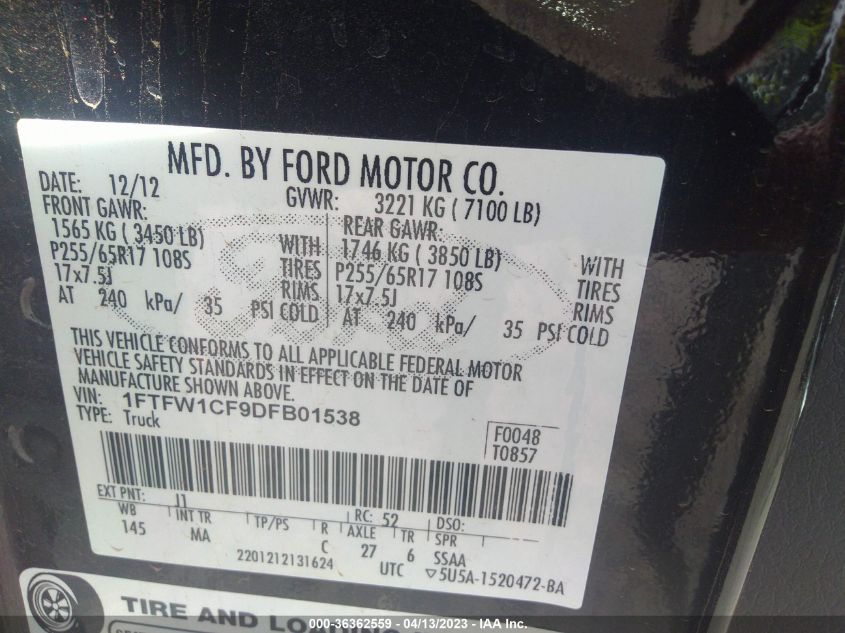 MFD. BY FORD MOTOR CO.
DATE: 12/12 GVWR: 3221 KG ( 7100 LB)
FRONT GAWR: REAR GAWR:
1565 KG ( 3450 LB) WITH 1746 KG ( 3850 LB) WITH
P255/65R17 108S TIRES P255/65R17 108S TIRES
17x7.5J RIMS 17x7.5J RIMS
AT 240 kPa/ 35 PSI COLD AT 240 kPa/ 35 PSI COLD
THIS VEHICLE CONFORMS TO ALL APPLICABLE FEDERAL MOTOR
VEHICLE SAFETY STANDARDS IN EFFECT ON THE DATE OF
MANUFACTURE SHOWN ABOVE.
VIN: 1FTFW1CF9DFB01538
TYPE: Truck
F0048
T0857
EXT PNT: J1 RC: 52 DSO:
WB INT TR TP/PS R AXLE TR SPR
145 MA C 27 6 SSAA
2201212131624 UTC ▽5U5A-1520472-BA
TIRE AND LOADING
000-36362559 - 04/13/2023 - IAA Inc.